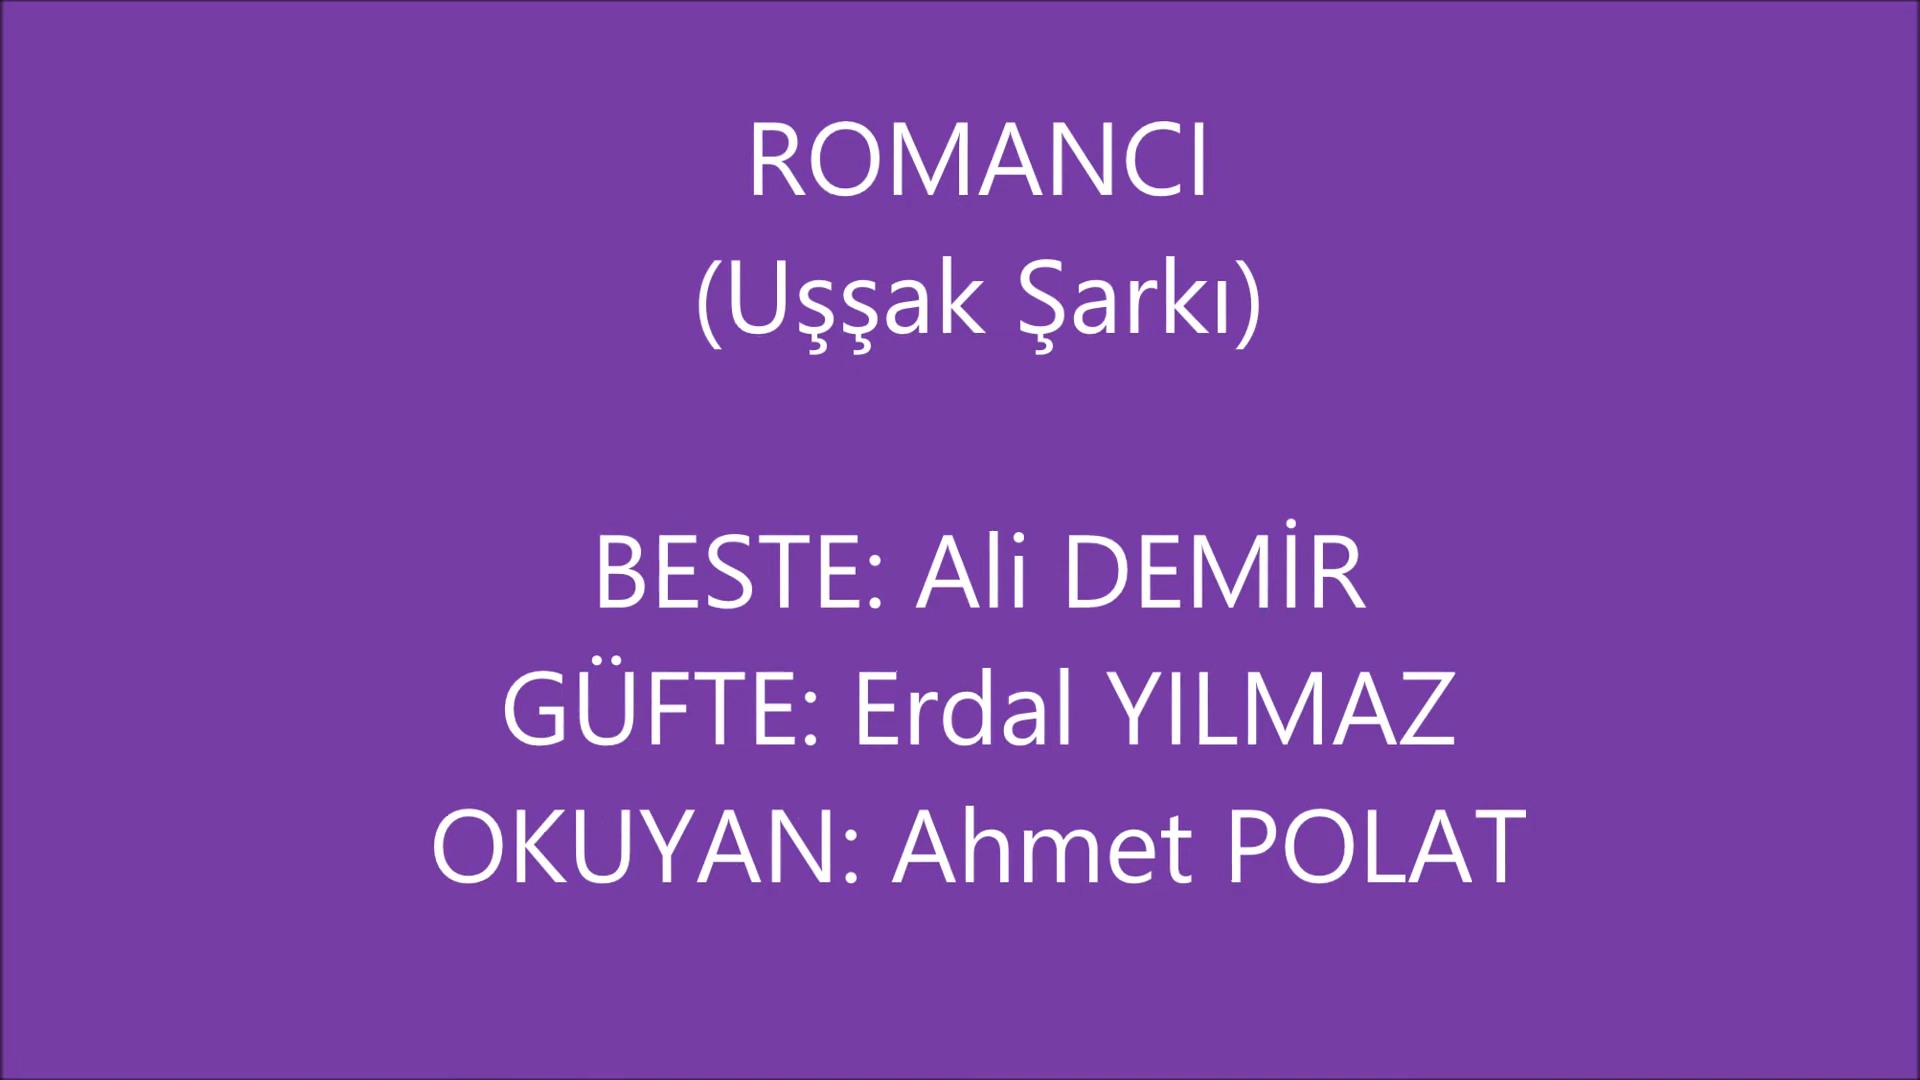 ROMANCI
(Uşşak Şarkı)
BESTE: Ali DEMİR
GÜFTE: Erdal YILMAZ
OKUYAN: Ahmet POLAT